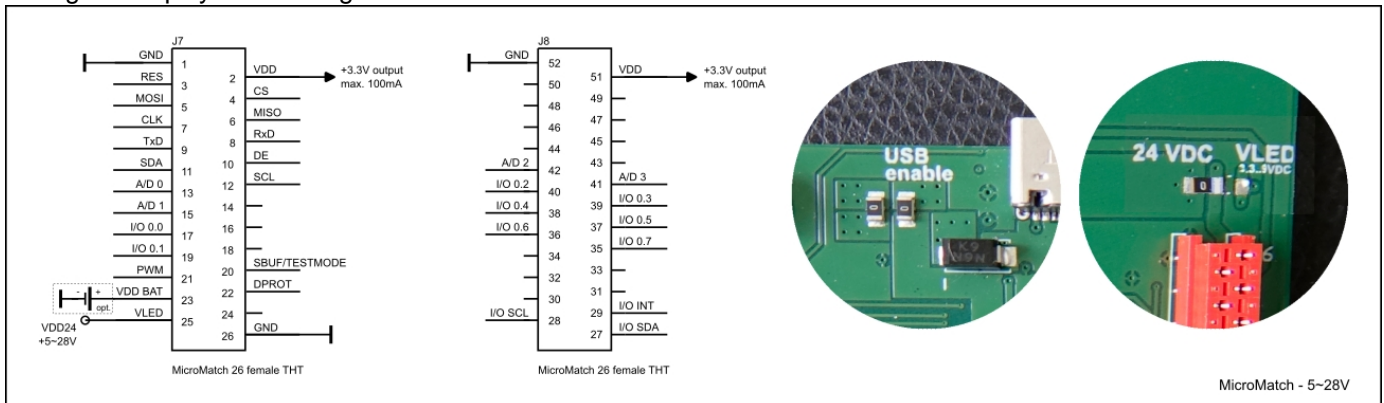 J7
GND
1
VDD
2
+3.3V output
max. 100mA
RES
3
CS
4
MOSI
5
MISO
6
CLK
7
RxD
8
TxD
9
DE
10
SDA
11
SCL
12
A/D 0
13
14
A/D 1
15
16
I/O 0.0
17
18
I/O 0.1
19
SBUF/TESTMODE
20
PWM
21
DPROT
22
- + opt.
VDD BAT
23
24
VLED
25
GND
26
VDD24
+5~28V
MicroMatch 26 female THT
J8
GND
52
VDD
51
+3.3V output
max. 100mA
50
49
48
47
46
45
44
43
A/D 2
42
A/D 3
41
I/O 0.2
40
I/O 0.3
39
I/O 0.4
38
I/O 0.5
37
I/O 0.6
36
I/O 0.7
35
34
33
32
31
30
I/O INT
29
I/O SCL
28
I/O SDA
27
MicroMatch 26 female THT
USB
enable
0 0
K9
N9N
24 VDC VLED
0
6
MicroMatch - 5~28V